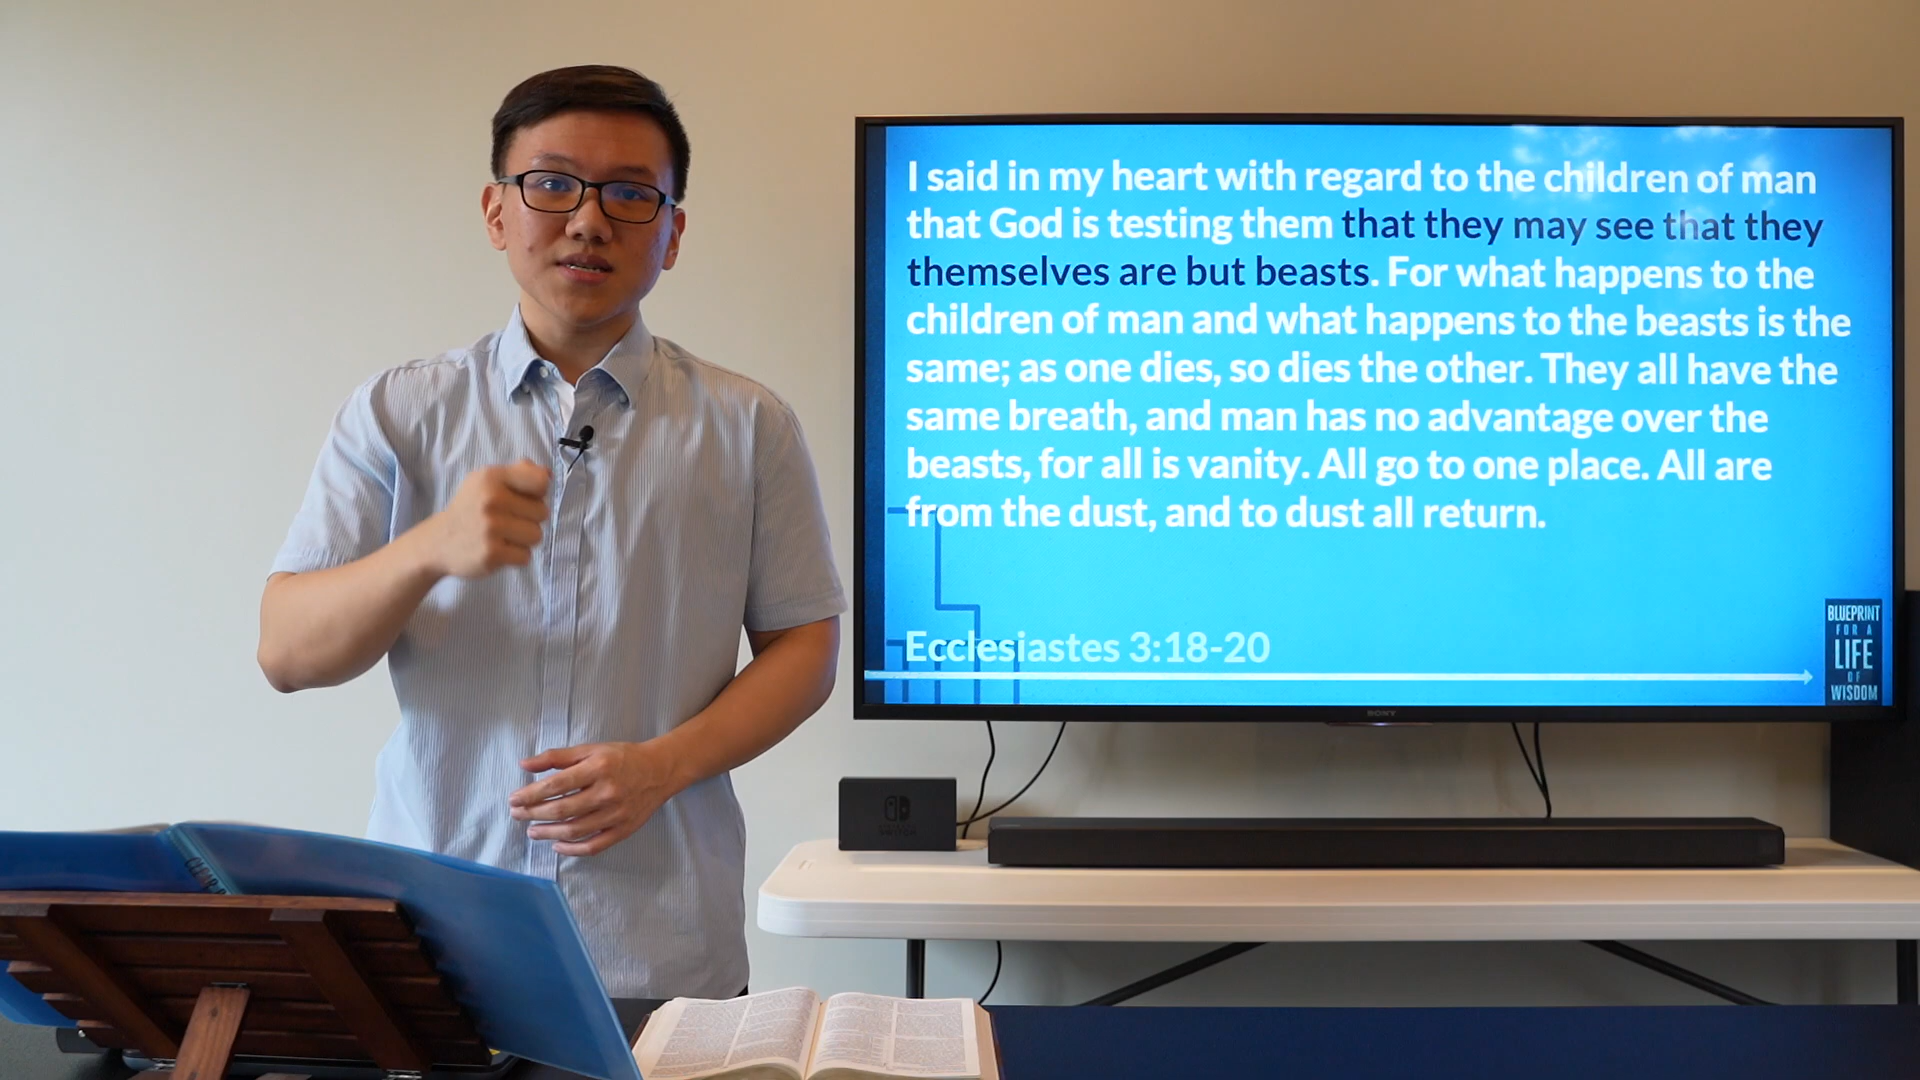 I said in my heart with regard to the children of man
that God is testing them that they may see that they
themselves are but beasts. For what happens to the
children of man and what happens to the beasts is the
same; as one dies, so dies the other. They all have the
same breath, and man has no advantage over the
beasts, for all is vanity. All go to one place. All are
from the dust, and to dust all return.
Ecclesiastes 3:18-20
BLUEPRINT
FOR A
LIFE
OF
WISDOM
SONY
SWITCH